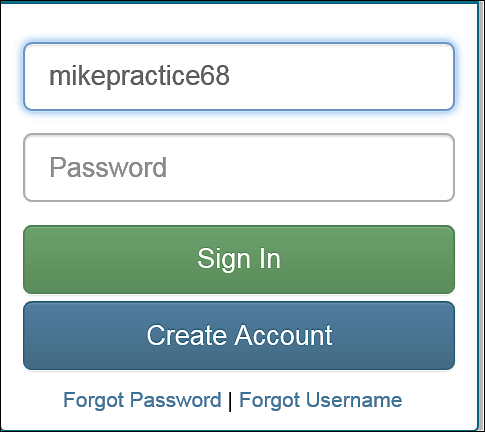 mikepractice68
Password
Sign In
Create Account
Forgot Password | Forgot Username